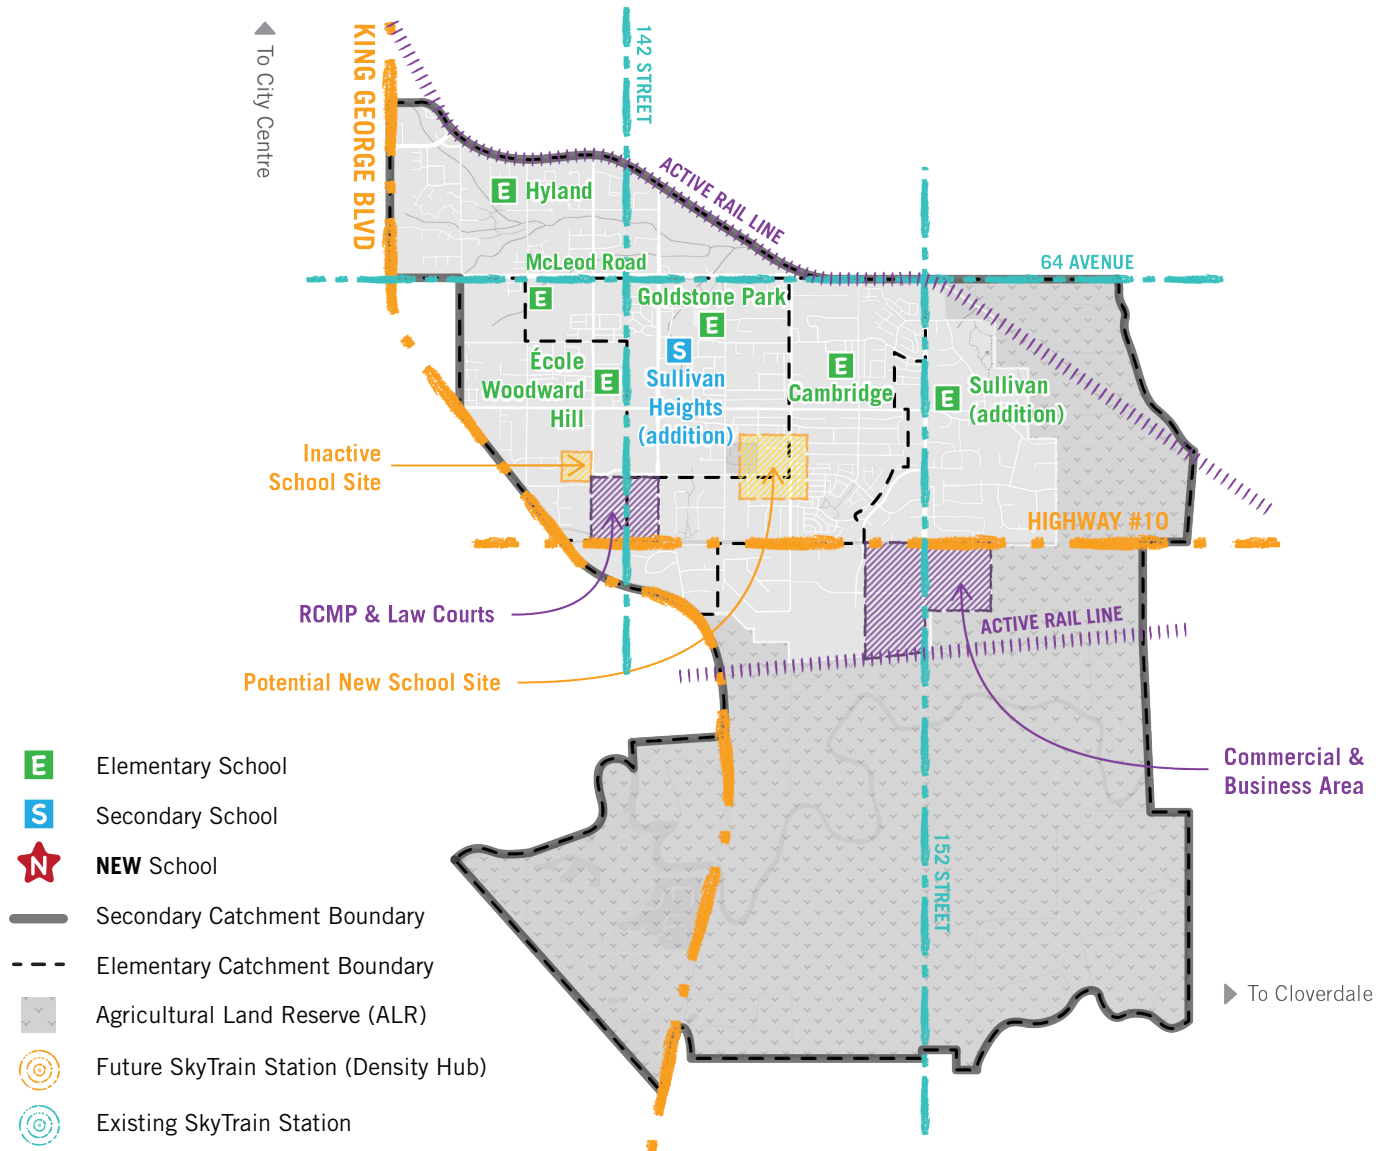 To City Centre
KING GEORGE BLVD
142 STREET
ACTIVE RAIL LINE
E Hyland
McLeod Road
E
64 AVENUE
Goldstone Park
E
S
Sullivan
Heights
(addition)
École
Woodward
Hill
E
E
Cambridge
E
Sullivan
(addition)
Inactive
School Site
HIGHWAY #10
RCMP & Law Courts
ACTIVE RAIL LINE
Potential New School Site
Commercial &
Business Area
152 STREET
To Cloverdale
E Elementary School
S Secondary School
N NEW School
Secondary Catchment Boundary
Elementary Catchment Boundary
Agricultural Land Reserve (ALR)
Future SkyTrain Station (Density Hub)
Existing SkyTrain Station